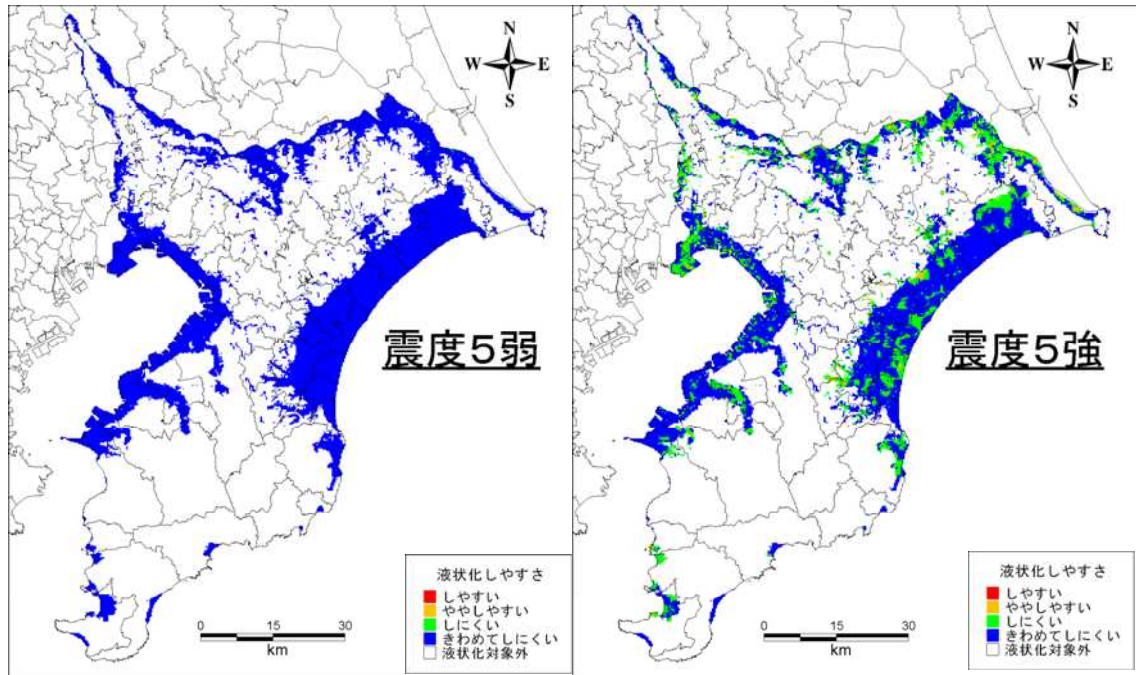 N
W E
S
震度5弱
液状化しやすさ
しやすい
ややしやすい
しにくい
きわめてしにくい
液状化対象外
0 15 30
km
N
W E
S
震度5強
液状化しやすさ
しやすい
ややしやすい
しにくい
きわめてしにくい
液状化対象外
0 15 30
km